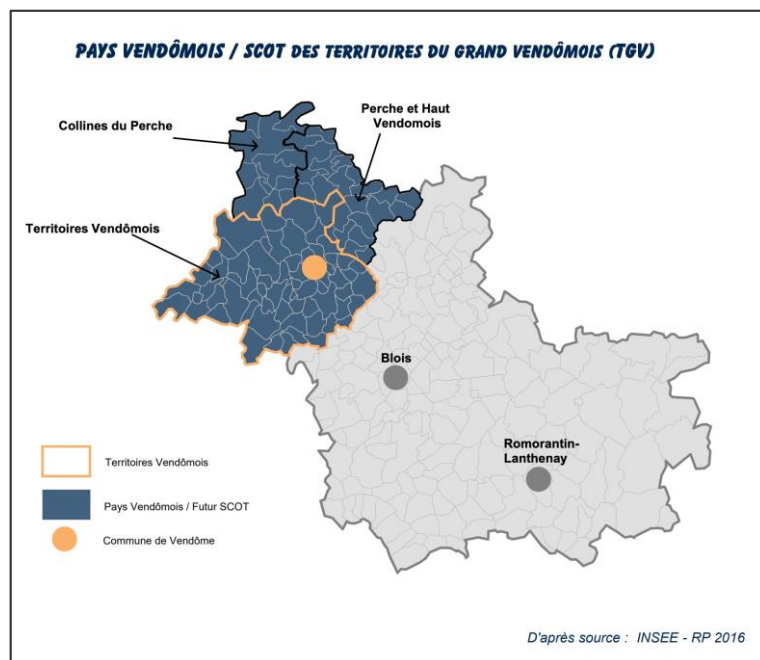 PAYS VENDÔMOIS / SCOT DES TERRITOIRES DU GRAND VENDÔMOIS (TGV)
Collines du Perche
Perche et Haut
Vendomois
Territoires Vendômois
Blois
Romorantin-
Lanthenay
Territoires Vendômois
Pays Vendômois / Futur SCOT
Commune de Vendôme
D'après source : INSEE - RP 2016